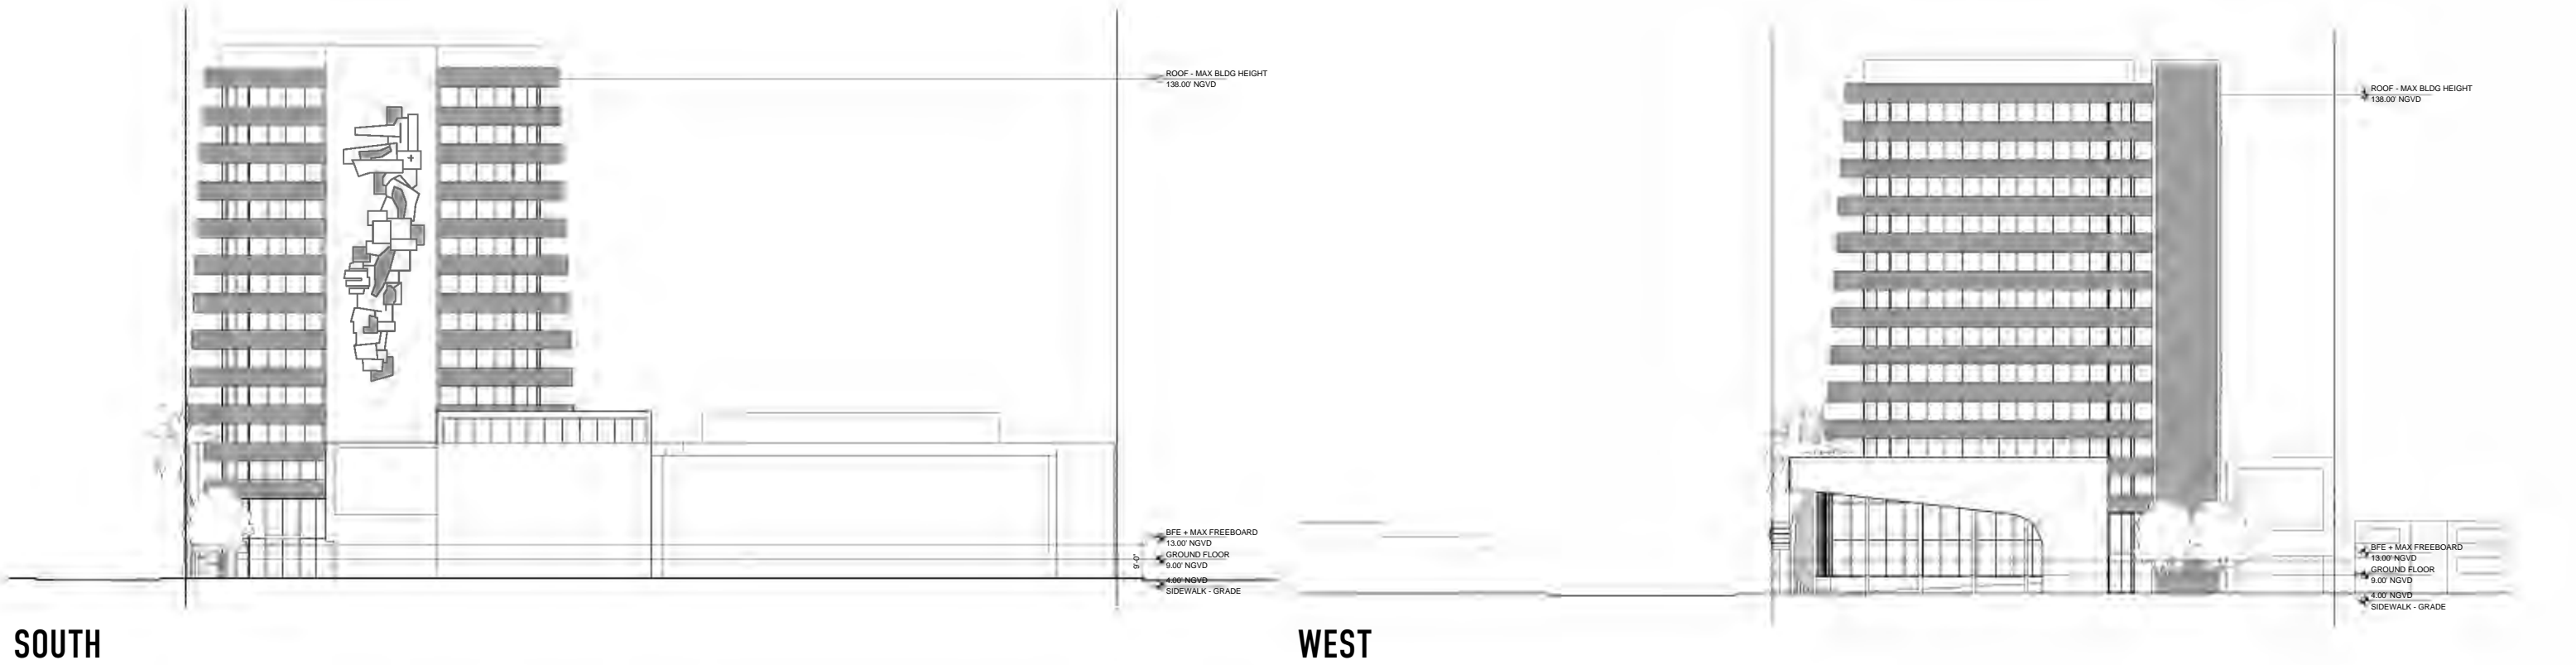 ROOF - MAX BLDG HEIGHT
138.00' NGVD
BFE + MAX FREEBOARD
13.00' NGVD
GROUND FLOOR
9.00' NGVD
9'-0"
4.00' NGVD
SIDEWALK - GRADE
SOUTH
ROOF - MAX BLDG HEIGHT
138.00' NGVD
BFE + MAX FREEBOARD
13.00' NGVD
GROUND FLOOR
9.00' NGVD
4.00' NGVD
SIDEWALK - GRADE
WEST